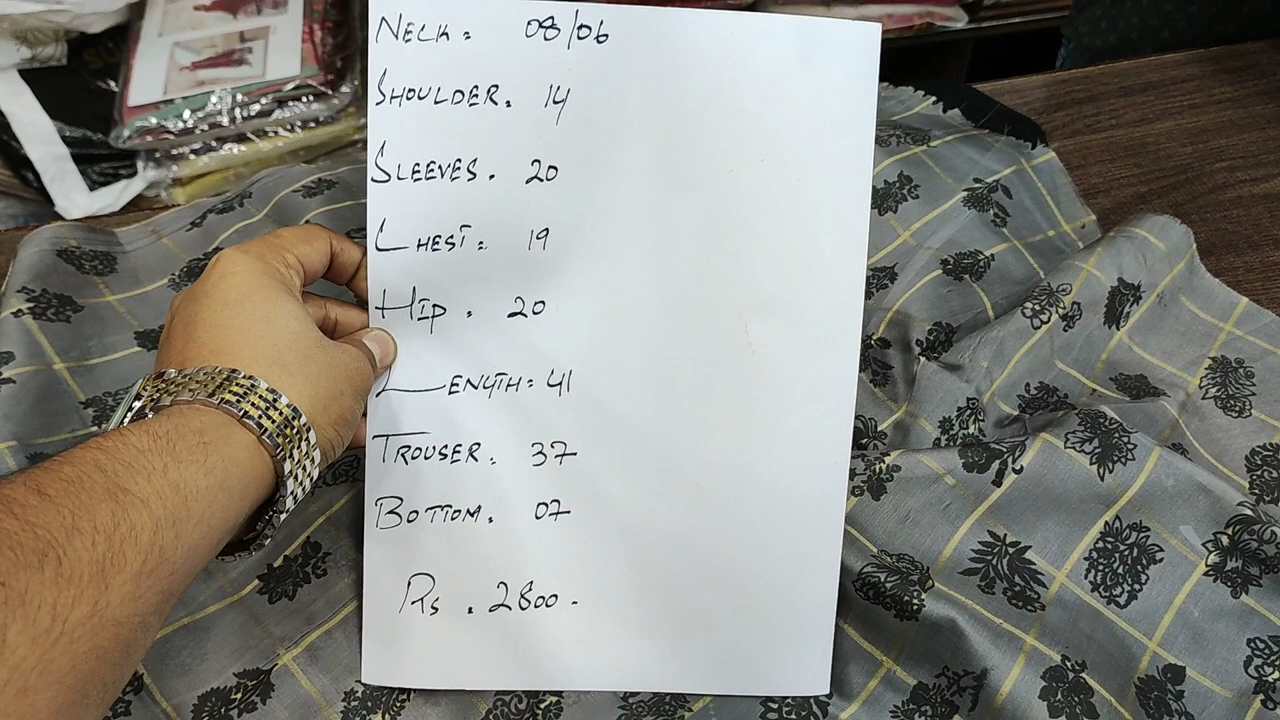 NECK = 08/06
SHOULDER = 14
SLEEVES = 20
CHEST = 19
HIP = 20
LENGTH = 41
TROUSER = 37
BOTTOM = 07
Rs = 2800 -